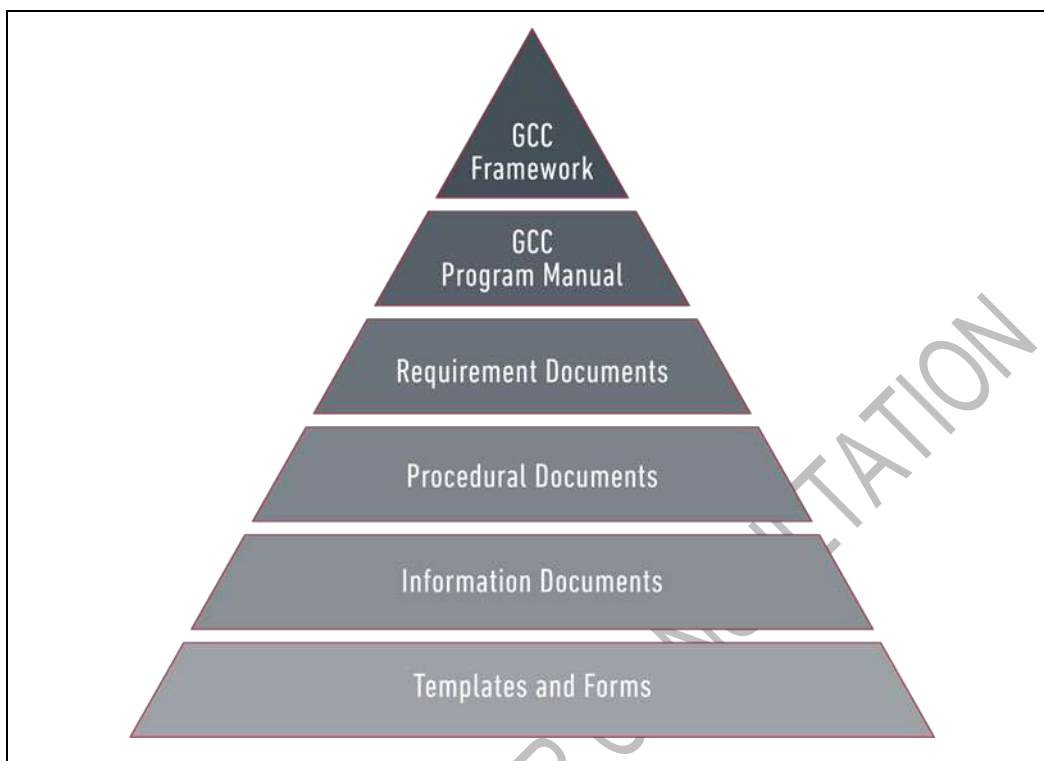 GCC
Framework
GCC
Program Manual
Requirement Documents
Procedural Documents
Information Documents
Templates and Forms